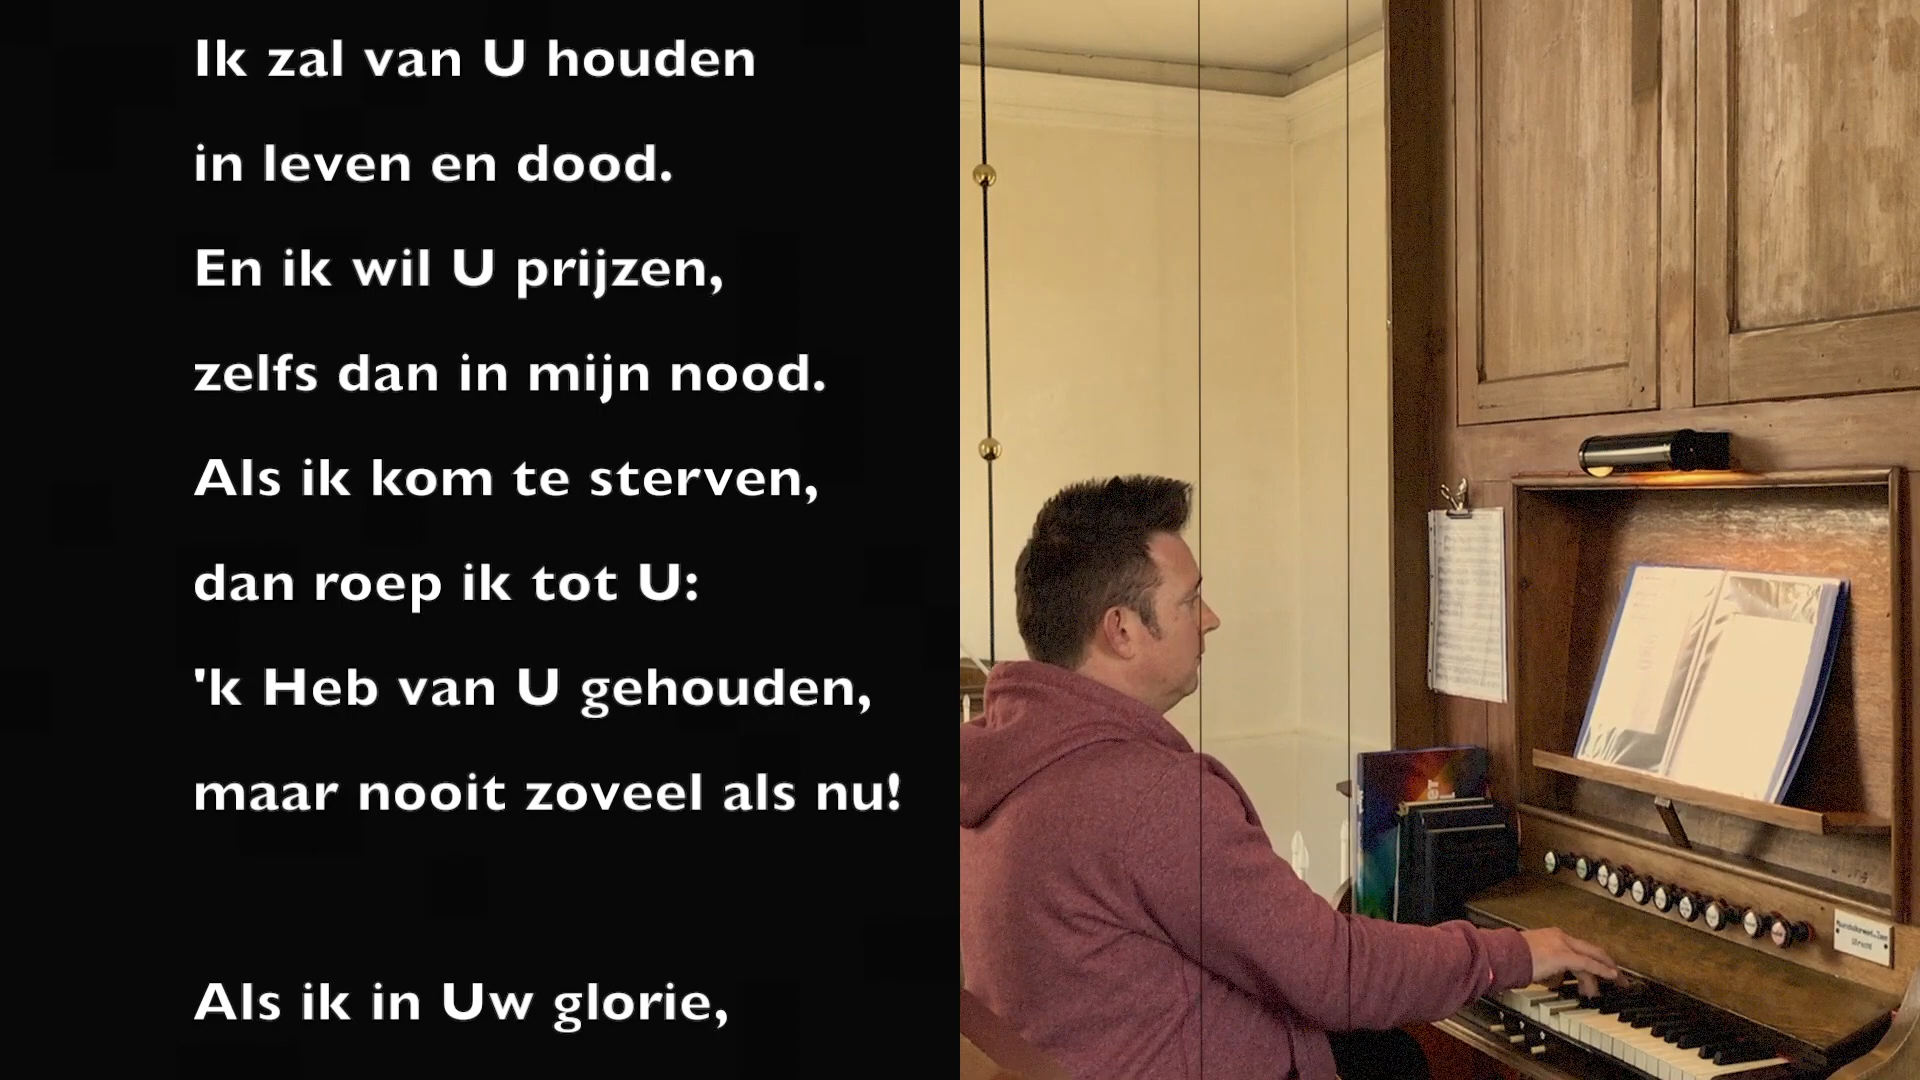 Ik zal van U houden
in leven en dood.
En ik wil U prijzen,
zelfs dan in mijn nood.
Als ik kom te sterven,
dan roep ik tot U:
'k Heb van U gehouden,
maar nooit zoveel als nu!
Als ik in Uw glorie,